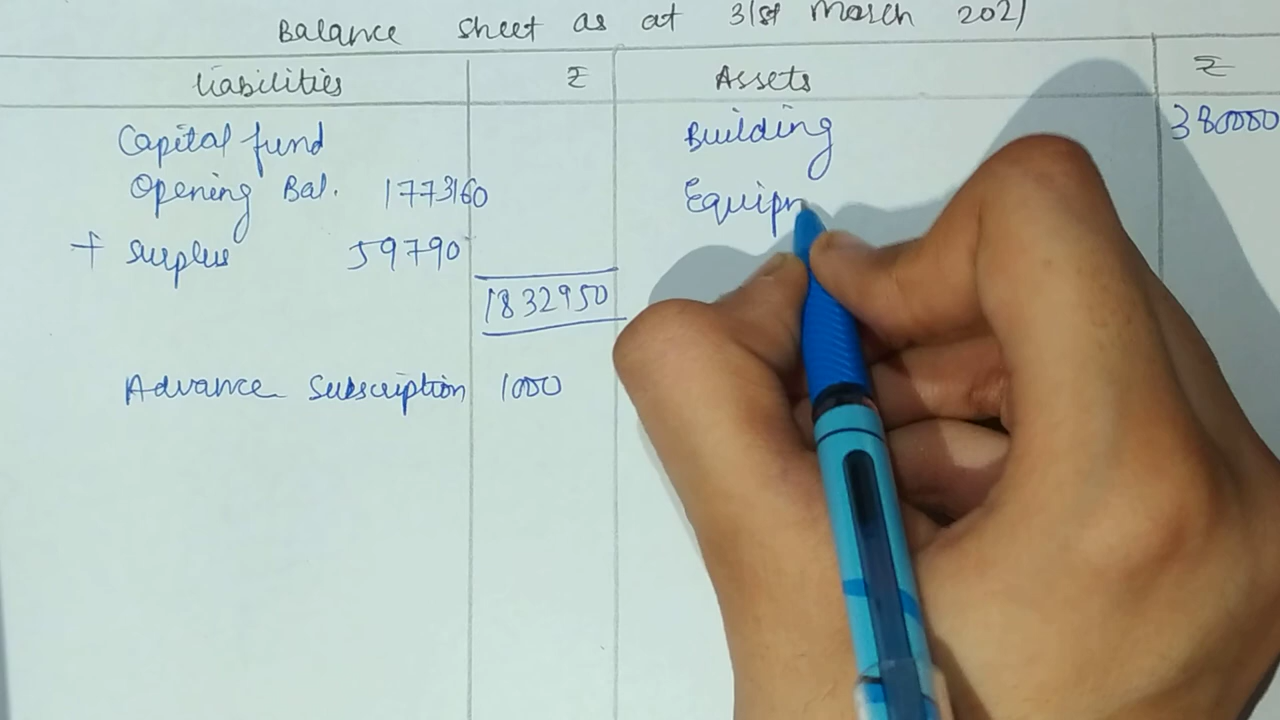 Balance sheet as at 31st March 2021
Liabilities ₹ Assets ₹
Capital fund
Building 380000
Opening Bal. 1773160
Equipm
+ Surplus 59790
1832950
Advance Subscription 1000